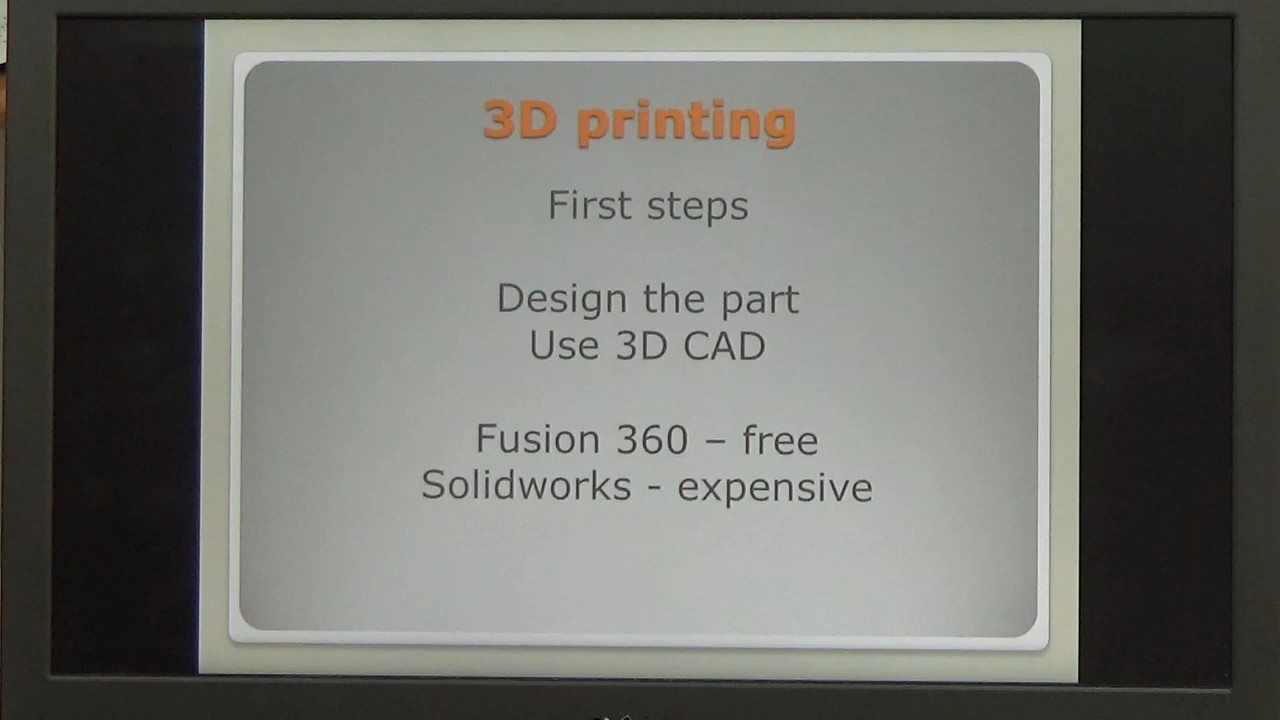 3D printing
First steps
Design the part
Use 3D CAD
Fusion 360 – free
Solidworks - expensive